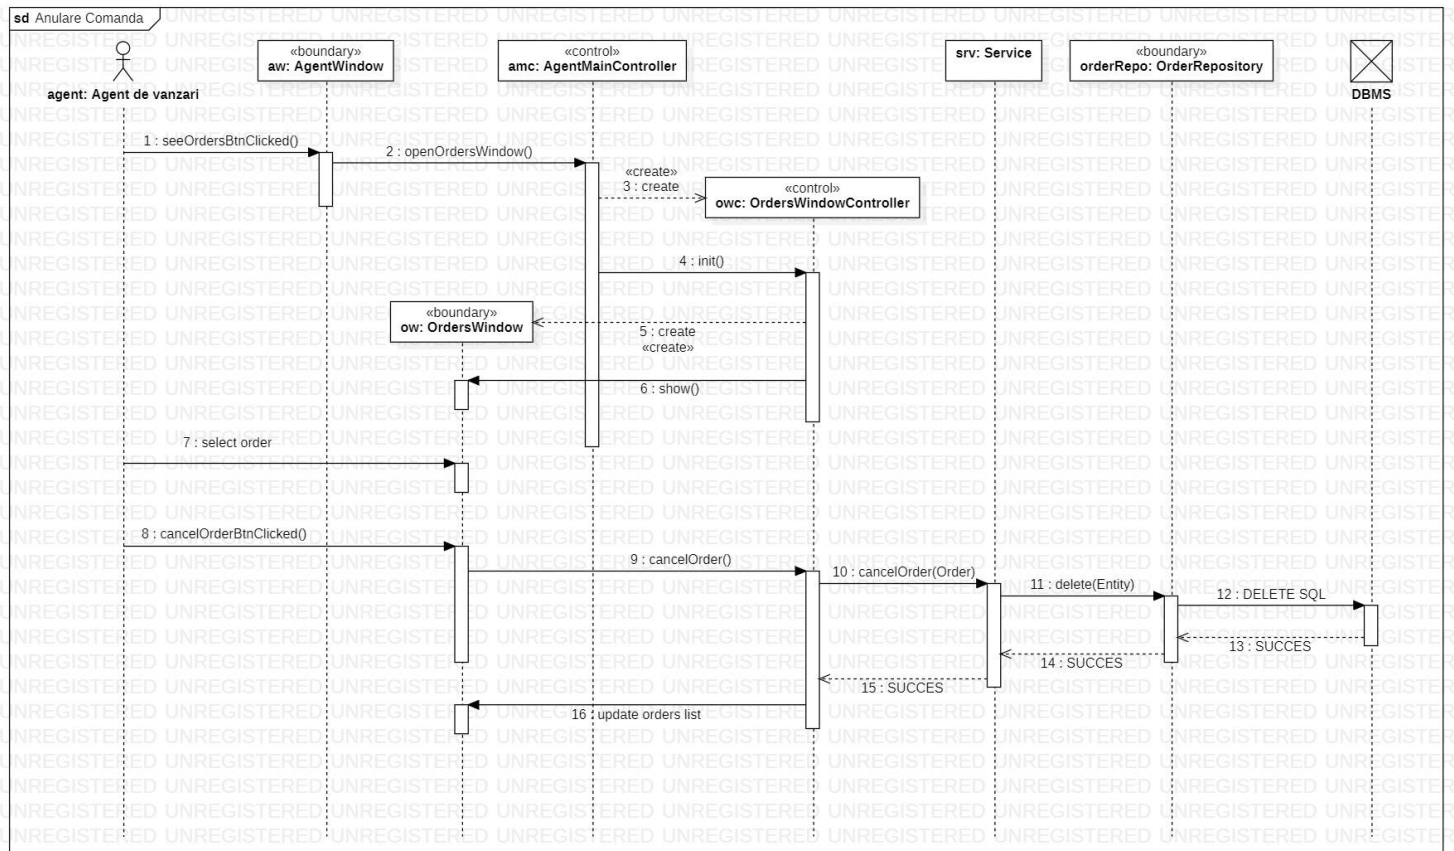 sd Anulare Comanda
«boundary»
aw: AgentWindow
«control»
amc: AgentMainController
srv: Service
«boundary»
orderRepo: OrderRepository
agent: Agent de vanzari
DBMS
1 : seeOrdersBtnClicked()
2 : openOrdersWindow()
«create»
3 : create
«control»
owc: OrdersWindowController
4 : init()
«boundary»
ow: OrdersWindow
5 : create
«create»
6 : show()
7 : select order
8 : cancelOrderBtnClicked()
9 : cancelOrder()
10 : cancelOrder(Order)
11 : delete(Entity)
12 : DELETE SQL
13 : SUCCES
14 : SUCCES
15 : SUCCES
16 : update orders list
UNREGISTERED